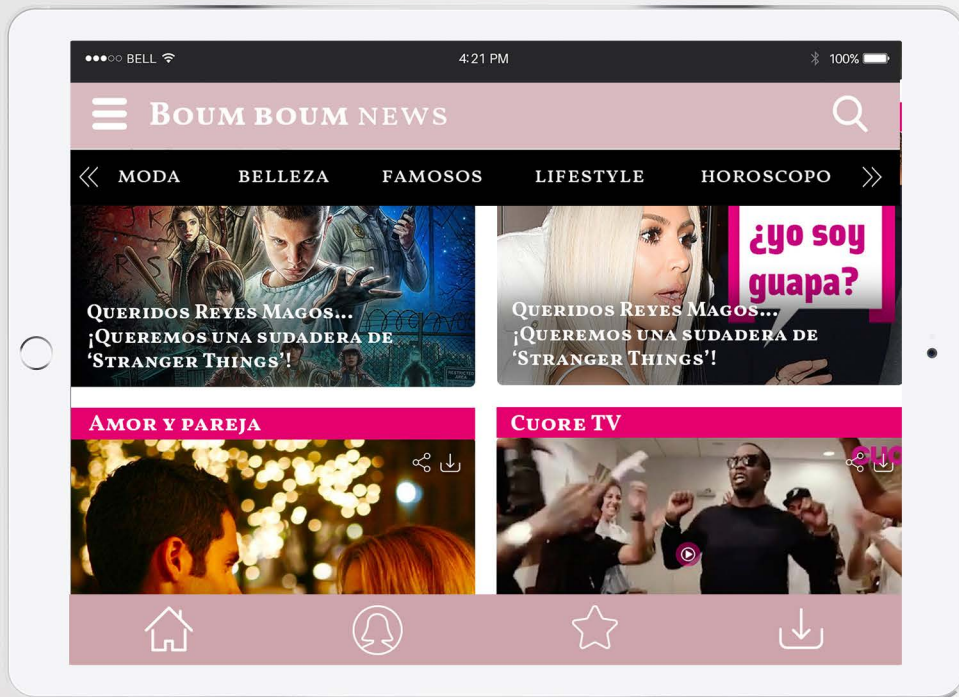 BELL
4:21 PM
100%
BOUM BOUM NEWS
MODA
BELLEZA
FAMOSOS
LIFESTYLE
HOROSCOPO
QUERIDOS REYES MAGOS...
¡QUEREMOS UNA SUDADERA DE
‘STRANGER THINGS’!
¿yo soy
guapa?
QUERIDOS REYES MAGOS...
¡QUEREMOS UNA SUDADERA DE
‘STRANGER THINGS’!
AMOR Y PAREJA
CUORE TV